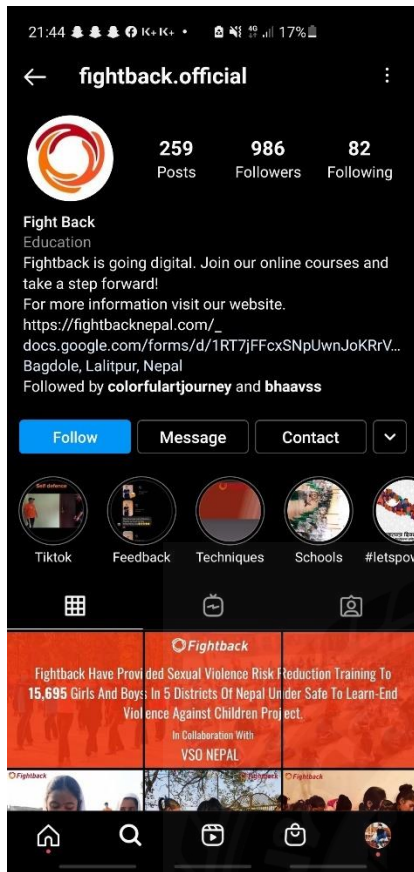 21:44 K+ K+ • 4G 17%
fightback.official
259 986 82
Posts Followers Following
Fight Back
Education
Fightback is going digital. Join our online courses and
take a step forward!
For more information visit our website.
https://fightbacknepal.com/_
docs.google.com/forms/d/1RT7jFFcxSNpUwnJoKRrV...
Bagdole, Lalitpur, Nepal
Followed by colorfulartjourney and bhaavss
Follow Message Contact
Self defence
Tiktok Feedback Techniques Schools #letspov
Fightback
Fightback Have Provided Sexual Violence Risk Reduction Training To
15,695 Girls And Boys In 5 Districts Of Nepal Under Safe To Learn-End
Violence Against Children Project.
In Collaboration With
VSO NEPAL
Fightback Fightback Fightback